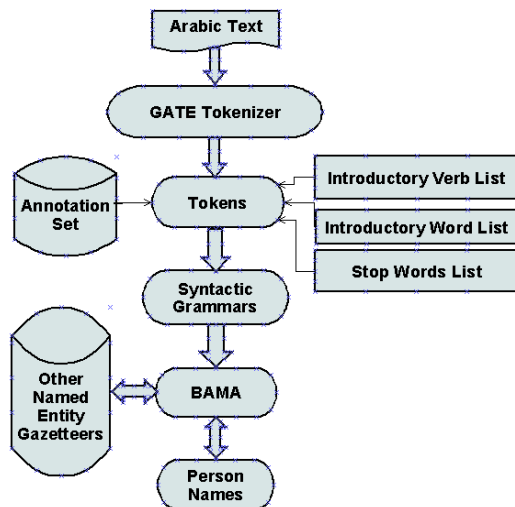 Arabic Text
GATE Tokenizer
Annotation
Set
Tokens
Introductory Verb List
Introductory Word List
Stop Words List
Syntactic
Grammars
Other
Named
Entity
Gazetteers
BAMA
Person
Names